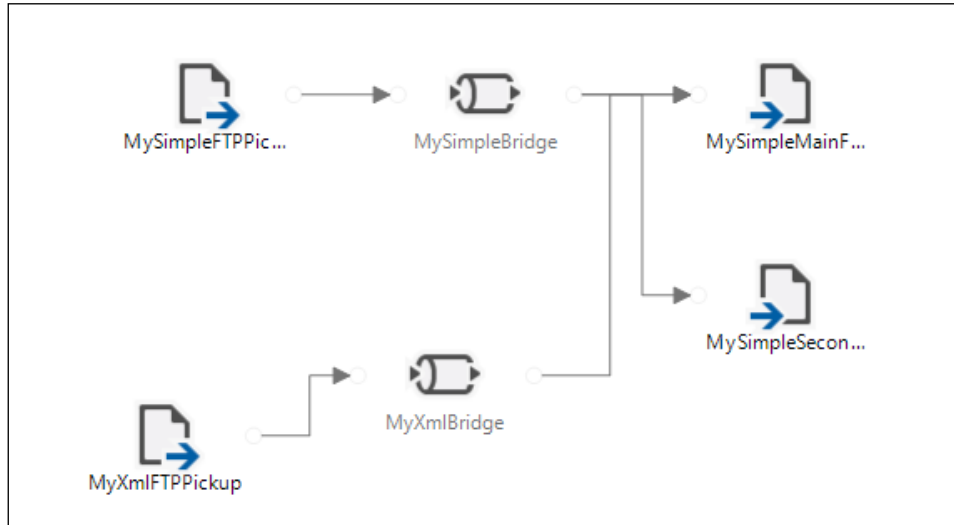 MySimpleFTPPic...
MySimpleBridge
MySimpleMainF...
MySimpleSecon...
MyXmlBridge
MyXmlFTPPickup